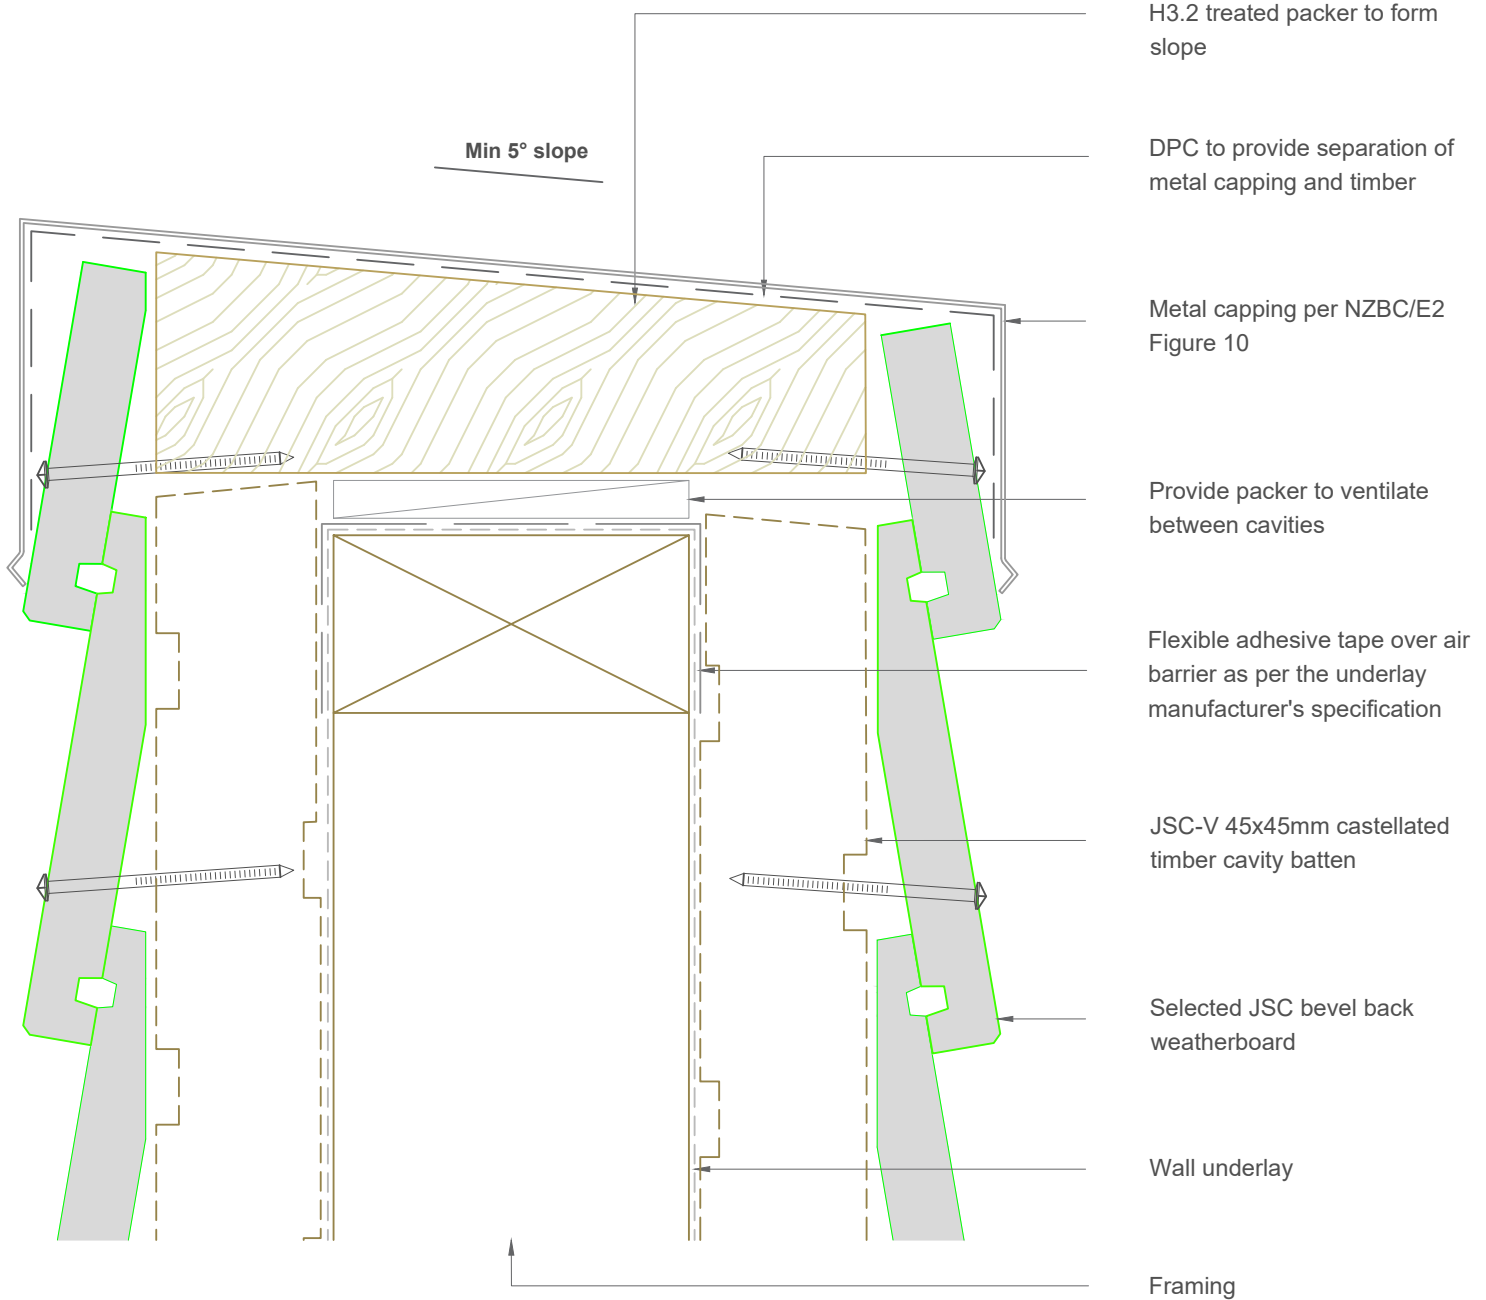 H3.2 treated packer to form
slope
Min 5° slope
DPC to provide separation of
metal capping and timber
Metal capping per NZBC/E2
Figure 10
Provide packer to ventilate
between cavities
Flexible adhesive tape over air
barrier as per the underlay
manufacturer's specification
JSC-V 45x45mm castellated
timber cavity batten
Selected JSC bevel back
weatherboard
Wall underlay
Framing